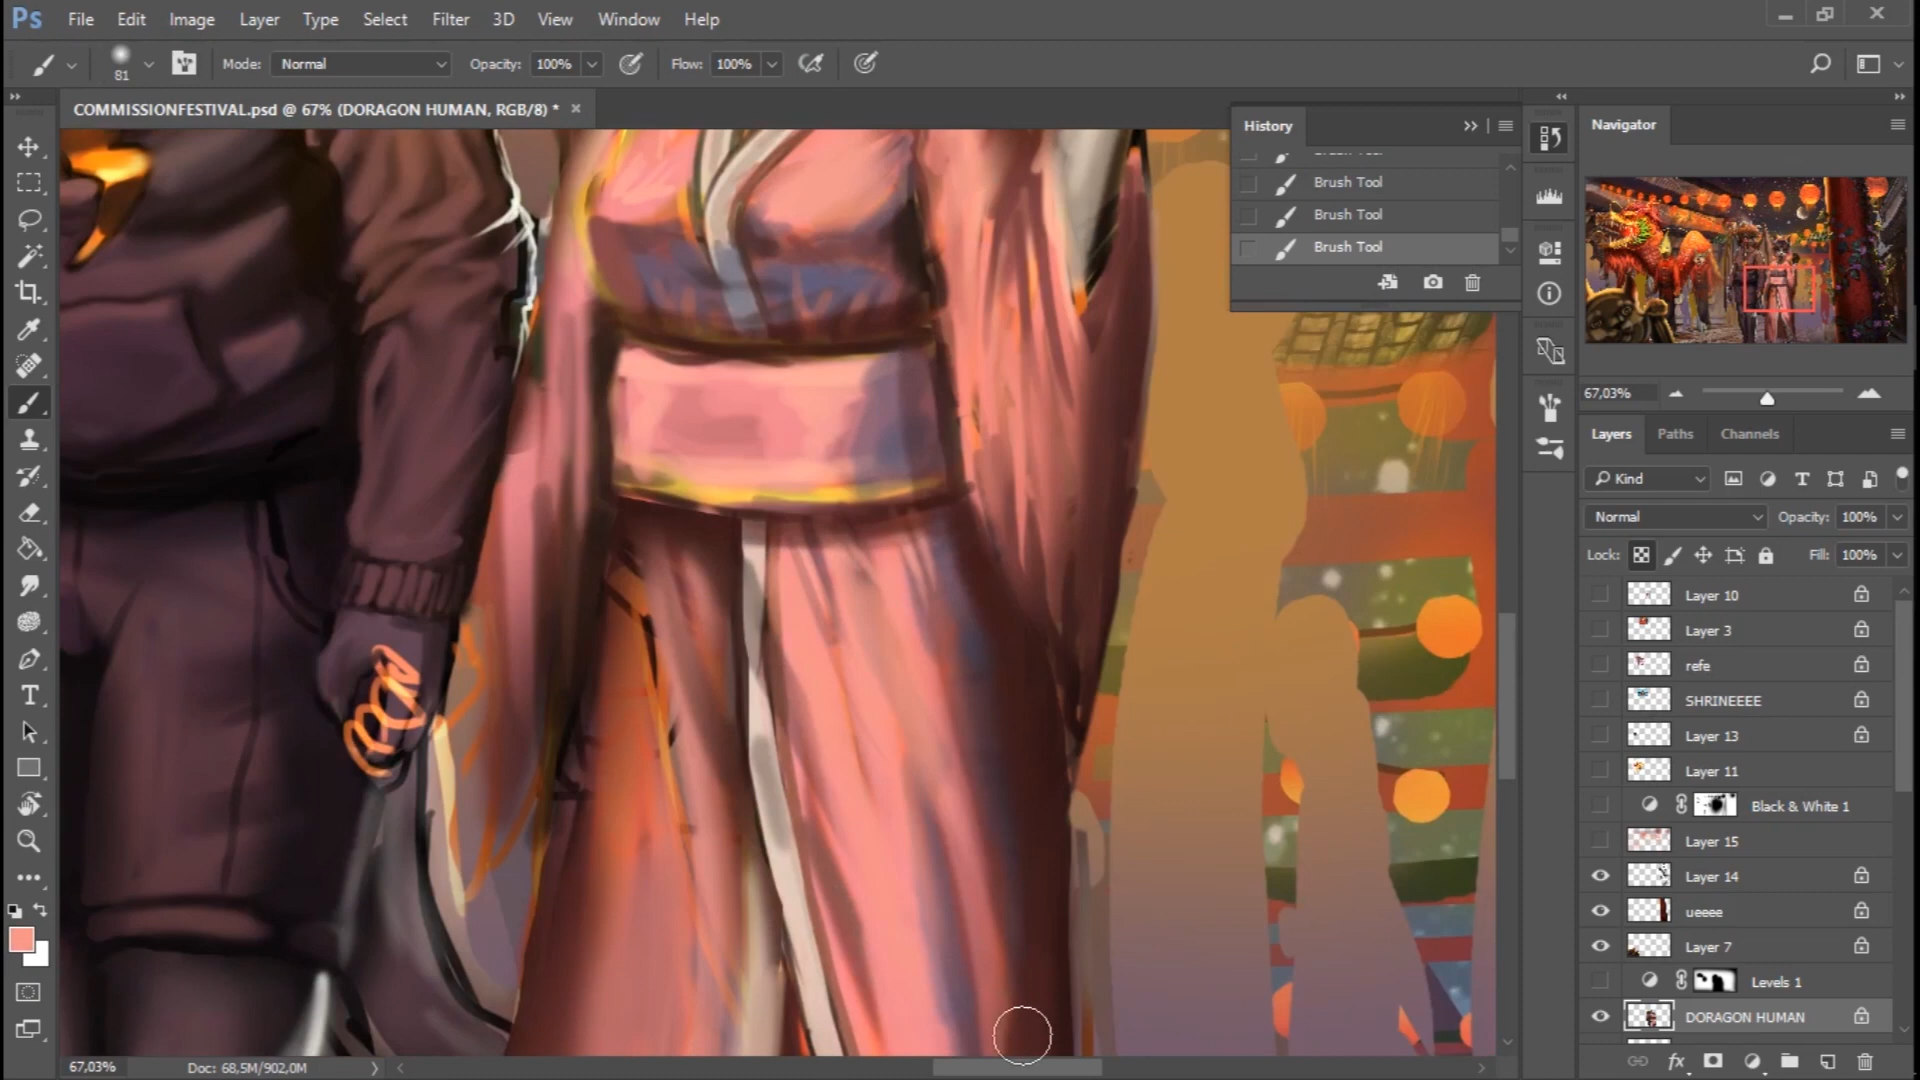 Ps File Edit Image Layer Type Select Filter 3D View Window Help
81 Mode: Normal Opacity: 100% Flow: 100%
COMMISSIONFESTIVAL.psd @ 67% (DORAGON HUMAN, RGB/8) *
History
Brush Tool
Brush Tool
Brush Tool
Navigator
67,03%
Layers Paths Channels
Kind
Normal Opacity: 100%
Lock: Fill: 100%
Layer 10
Layer 3
refe
SHRINEEEE
Layer 13
Layer 11
Black & White 1
Layer 15
Layer 14
ueeee
Layer 7
Levels 1
DORAGON HUMAN
67,03% Doc: 68,5M/902,0M